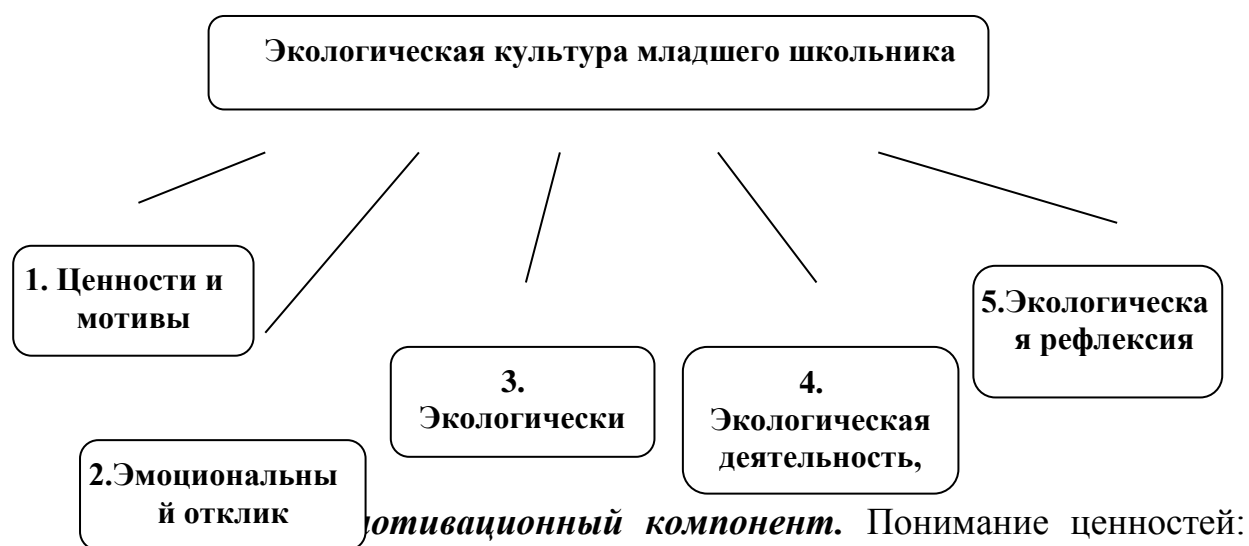 Экологическая культура младшего школьника
1. Ценности и
мотивы
2.Эмоциональны
й отклик
3.
Экологически
4.
Экологическая
деятельность,
5.Экологическа
я рефлексия
мотивационный компонент. Понимание ценностей: